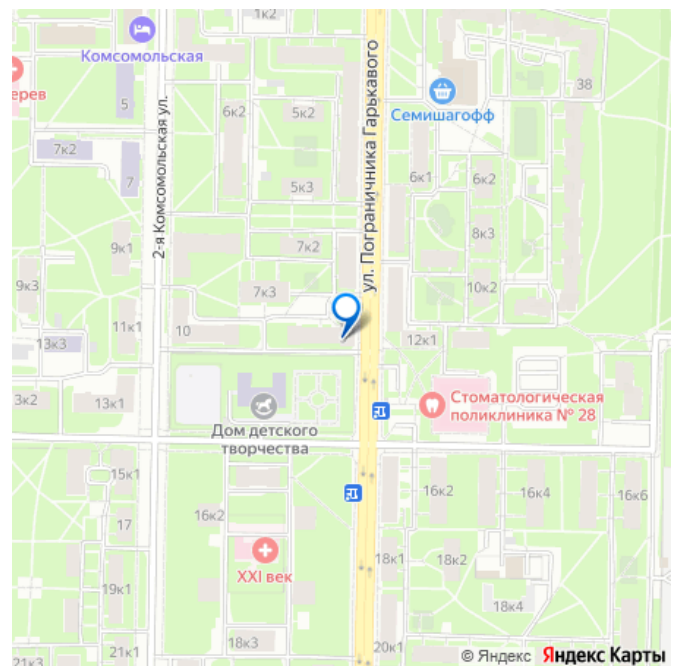 1к2
Комсомольская
ерев
5
2-я Комсомольская ул.
ул. Пограничника Гарькавого
Семишагофф
38
6к2
5к2
7к2
7
5к3
6к1
6к2
9к1
7к2
8к3
9к3
7к3
10к2
11к1
10
13к3
12к1
3к2
13к1
Дом детского
творчества
Стоматологическая
поликлиника № 28
15к1
16к2
16к4
16к6
17
16к2
XXI век
18к1
18к2
19к1
18к4
21к3
21к1
18к3
20к1
© Яндекс Яндекс Карты